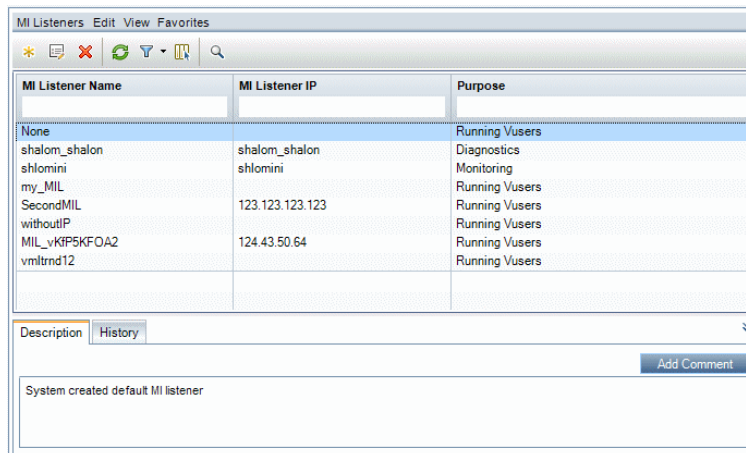 MI Listeners Edit View Favorites
MI Listener Name MI Listener IP Purpose
None Running Vusers
shalom_shalon shalom_shalon Diagnostics
shlomini shlomini Monitoring
my_MIL Running Vusers
SecondMIL 123.123.123.123 Running Vusers
withoutIP Running Vusers
MIL_vKfP5KFOA2 124.43.50.64 Running Vusers
vmltrnd12 Running Vusers
Description History
Add Comment
System created default MI listener